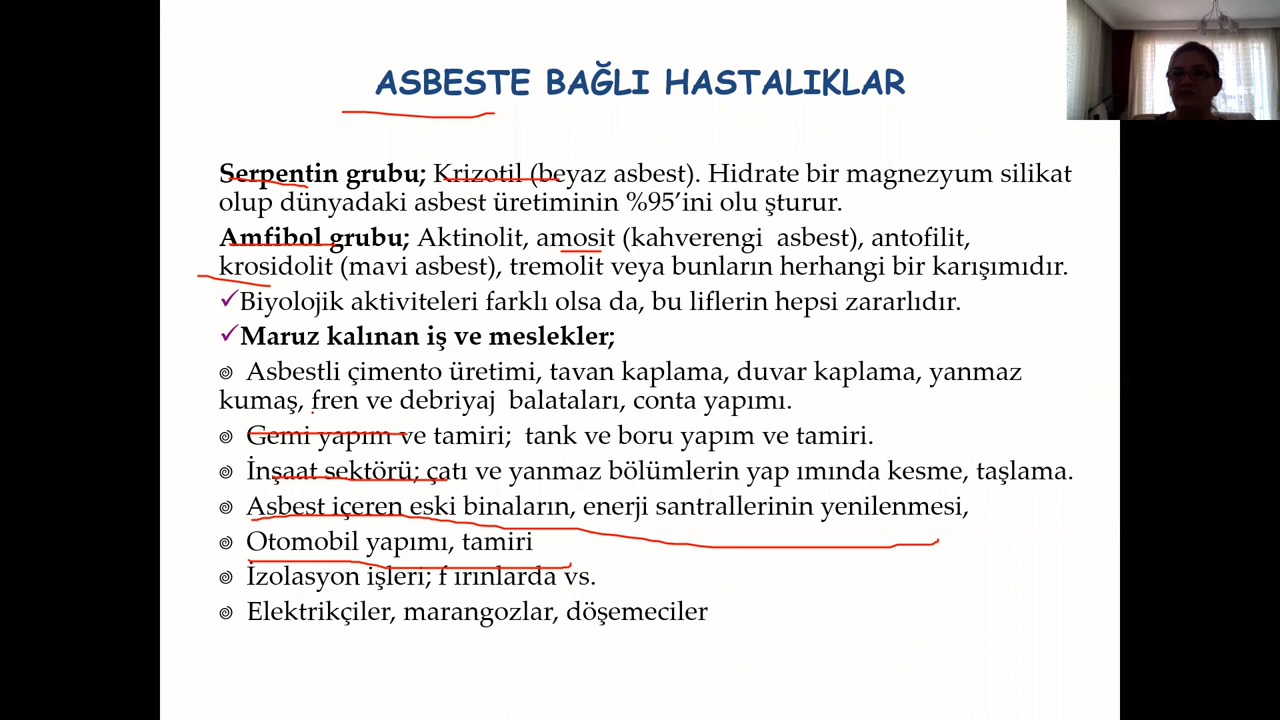 ASBESTE BAĞLI HASTALIKLAR
Serpentin grubu; Krizotil (beyaz asbest). Hidrate bir magnezyum silikat
olup dünyadaki asbest üretiminin %95’ini olu şturur.
Amfibol grubu; Aktinolit, amosit (kahverengi asbest), antofilit,
krosidolit (mavi asbest), tremolit veya bunların herhangi bir karışımıdır.
✓Biyolojik aktiviteleri farklı olsa da, bu liflerin hepsi zararlıdır.
✓Maruz kalınan iş ve meslekler;
Asbestli çimento üretimi, tavan kaplama, duvar kaplama, yanmaz
kumaş, fren ve debriyaj balataları, conta yapımı.
Gemi yapım ve tamiri; tank ve boru yapım ve tamiri.
İnşaat sektörü; çatı ve yanmaz bölümlerin yap ımında kesme, taşlama.
Asbest içeren eski binaların, enerji santrallerinin yenilenmesi,
Otomobil yapımı, tamiri
İzolasyon işleri; f ırınlarda vs.
Elektrikçiler, marangozlar, döşemeciler